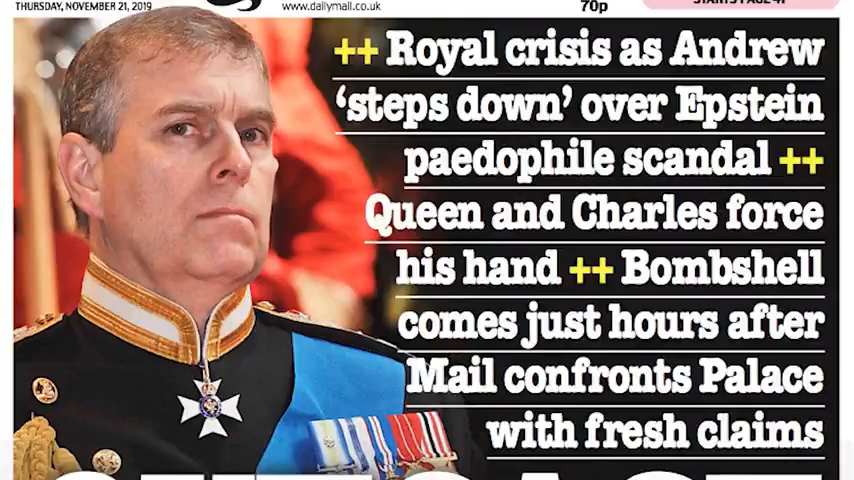 THURSDAY, NOVEMBER 21, 2019
www.dailymail.co.uk
70p
++ Royal crisis as Andrew
‘steps down’ over Epstein
paedophile scandal ++
Queen and Charles force
his hand ++ Bombshell
comes just hours after
Mail confronts Palace
with fresh claims